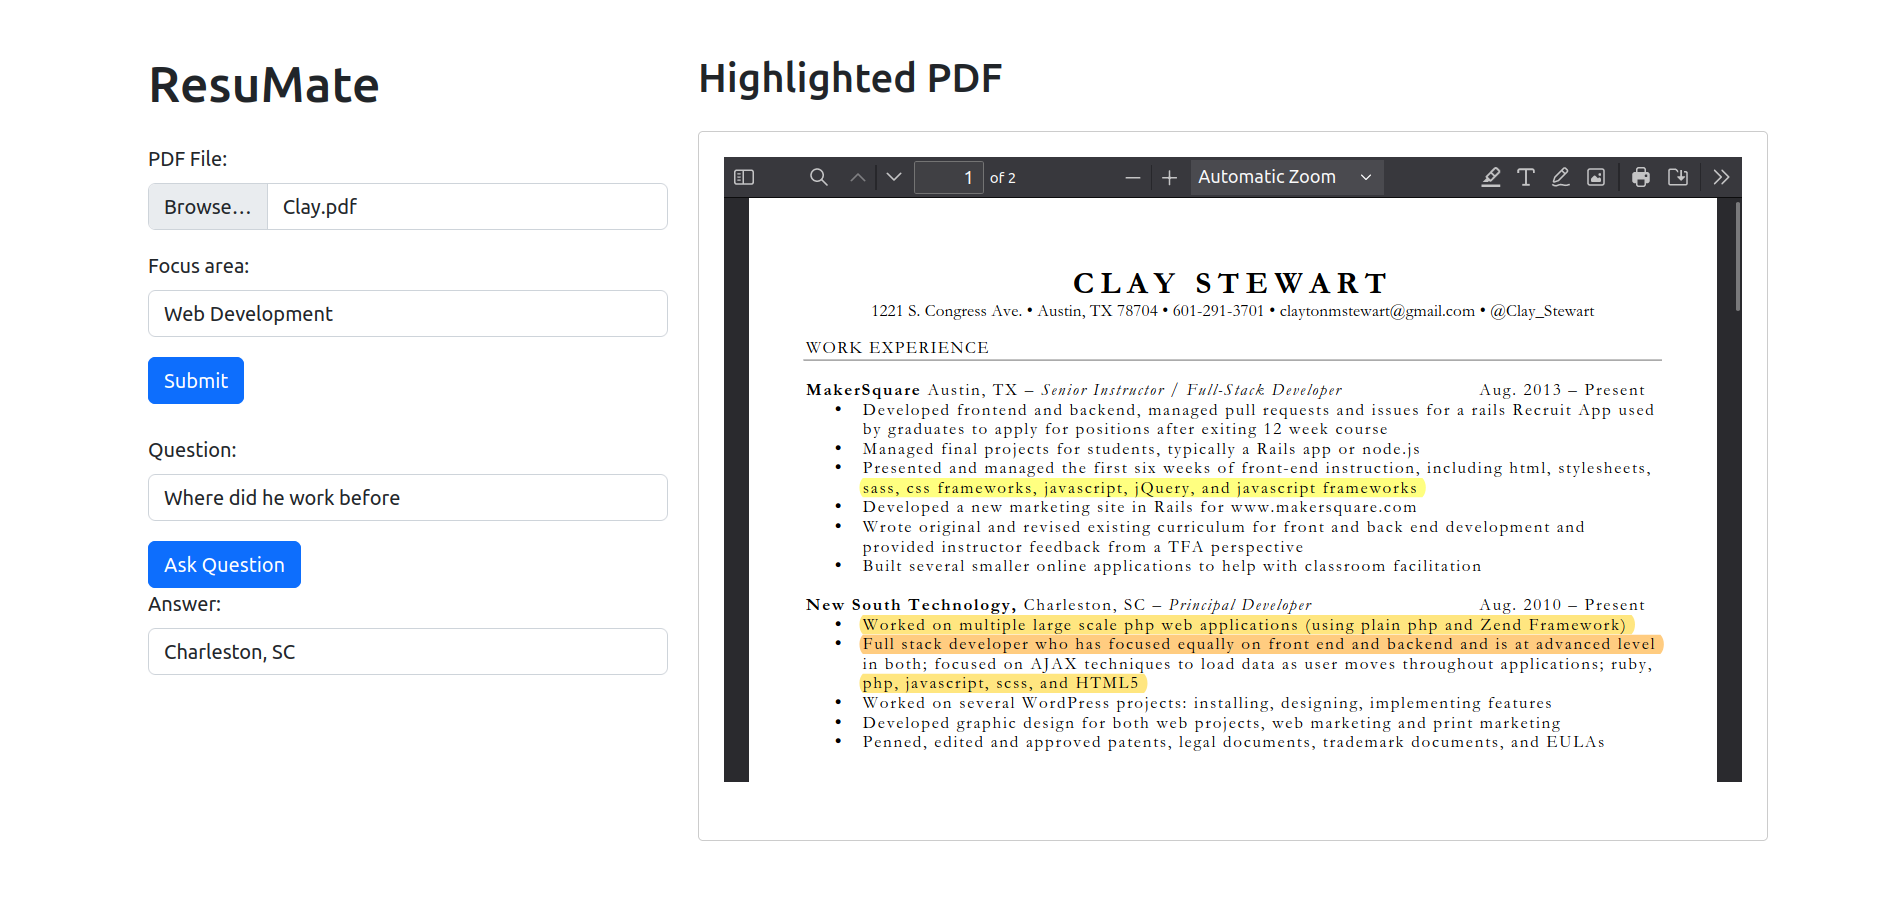 ResuMate
PDF File:
Browse... Clay.pdf
Focus area:
Web Development
Submit
Question:
Where did he work before
Ask Question
Answer:
Charleston, SC
Highlighted PDF
1 of 2 Automatic Zoom
CLAY STEWART
1221 S. Congress Ave. • Austin, TX 78704 • 601-291-3701 • claytonmstewart@gmail.com • @Clay_Stewart
WORK EXPERIENCE
MakerSquare Austin, TX – Senior Instructor / Full-Stack Developer Aug. 2013 – Present
• Developed frontend and backend, managed pull requests and issues for a rails Recruit App used
by graduates to apply for positions after exiting 12 week course
• Managed final projects for students, typically a Rails app or node.js
• Presented and managed the first six weeks of front-end instruction, including html, stylesheets,
sass, css frameworks, javascript, jQuery, and javascript frameworks
• Developed a new marketing site in Rails for www.makersquare.com
• Wrote original and revised existing curriculum for front and back end development and
provided instructor feedback from a TFA perspective
• Built several smaller online applications to help with classroom facilitation
New South Technology, Charleston, SC – Principal Developer Aug. 2010 – Present
• Worked on multiple large scale php web applications (using plain php and Zend Framework)
• Full stack developer who has focused equally on front end and backend and is at advanced level
in both; focused on AJAX techniques to load data as user moves throughout applications; ruby,
php, javascript, scss, and HTML5
• Worked on several WordPress projects: installing, designing, implementing features
• Developed graphic design for both web projects, web marketing and print marketing
• Penned, edited and approved patents, legal documents, trademark documents, and EULAs